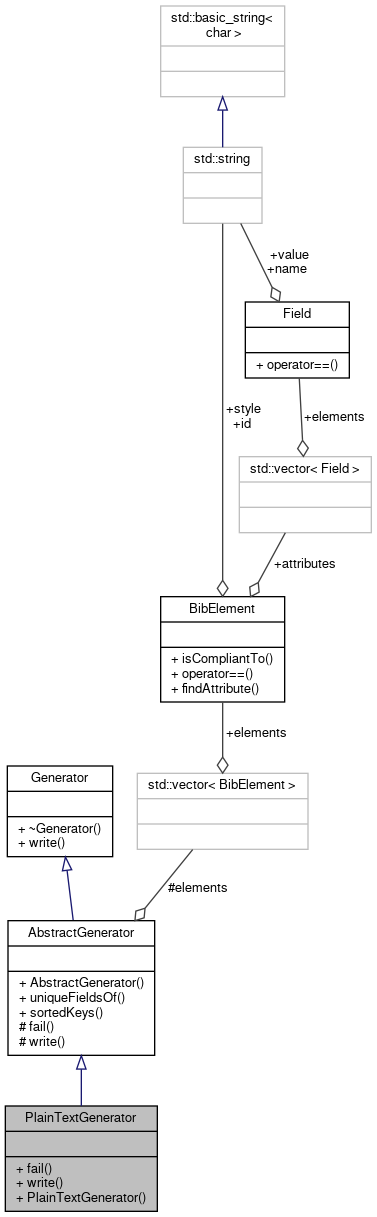 std::basic_string<
char >
std::string
+value
+name
Field
+ operator==()
+style
+id
+elements
std::vector< Field >
+attributes
BibElement
+ isCompliantTo()
+ operator==()
+ findAttribute()
+elements
Generator
+ ~Generator()
+ write()
std::vector< BibElement >
#elements
AbstractGenerator
+ AbstractGenerator()
+ uniqueFieldsOf()
+ sortedKeys()
# fail()
# write()
PlainTextGenerator
+ fail()
+ write()
+ PlainTextGenerator()